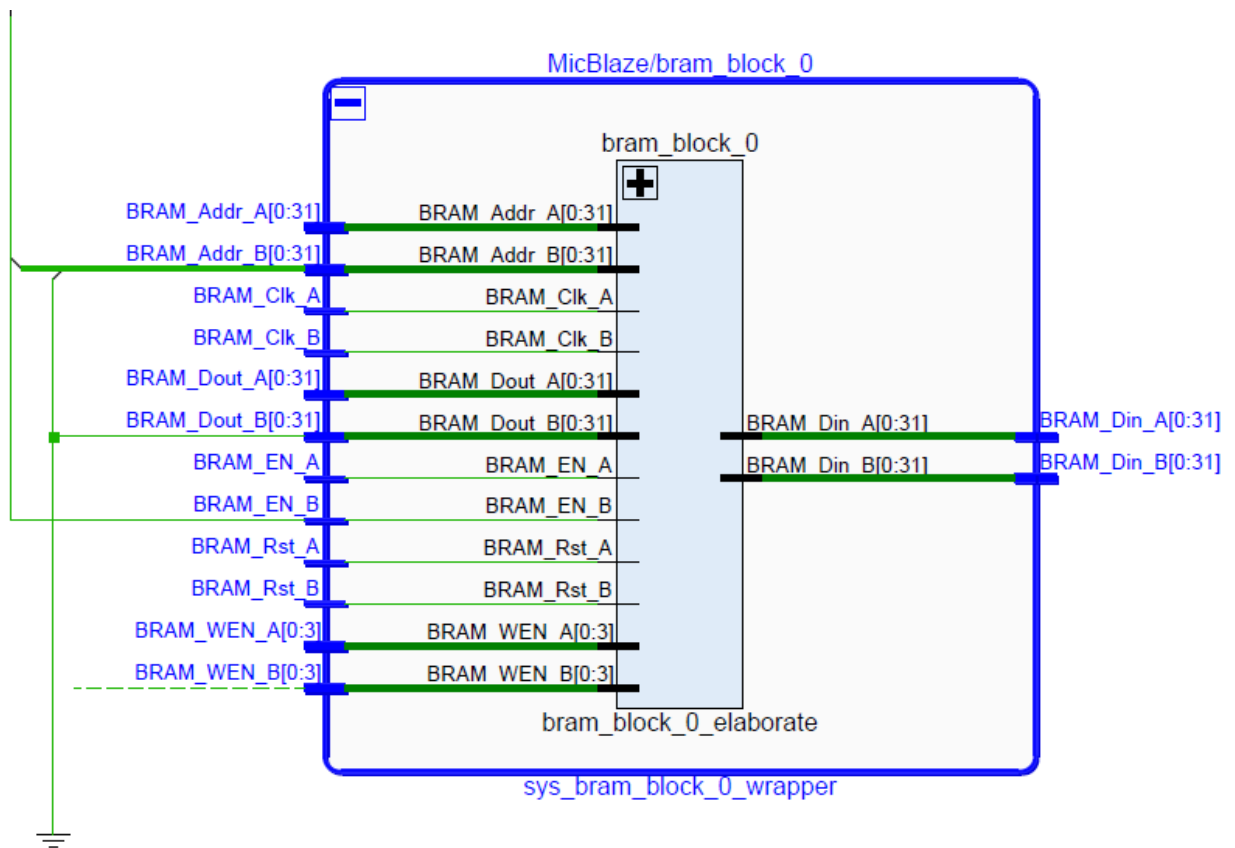 MicBlaze/bram_block_0
bram_block_0
BRAM_Addr_A[0:31]
BRAM_Addr_A[0:31]
BRAM_Addr_B[0:31]
BRAM_Addr_B[0:31]
BRAM_Clk_A
BRAM_Clk_A
BRAM_Clk_B
BRAM_Clk_B
BRAM_Dout_A[0:31]
BRAM_Dout_A[0:31]
BRAM_Dout_B[0:31]
BRAM_Dout_B[0:31]
BRAM_Din_A[0:31]
BRAM_Din_A[0:31]
BRAM_EN_A
BRAM_EN_A
BRAM_Din_B[0:31]
BRAM_Din_B[0:31]
BRAM_EN_B
BRAM_EN_B
BRAM_Rst_A
BRAM_Rst_A
BRAM_Rst_B
BRAM_Rst_B
BRAM_WEN_A[0:3]
BRAM_WEN_A[0:3]
BRAM_WEN_B[0:3]
BRAM_WEN_B[0:3]
bram_block_0_elaborate
sys_bram_block_0_wrapper